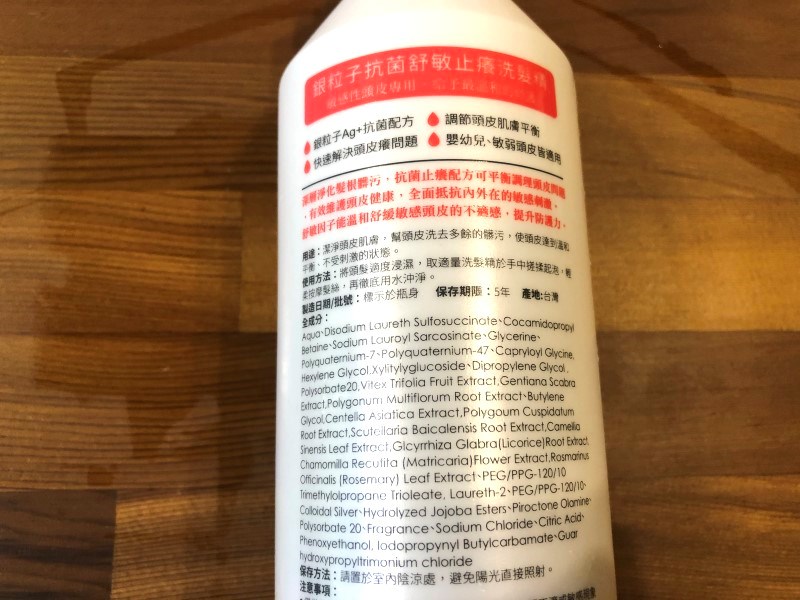 銀粒子抗菌舒敏止癢洗髮精
敏感性頭皮專用
銀粒子Ag+抗菌配方
調節頭皮肌膚平衡
快速解決頭皮癢問題
嬰幼兒、敏弱頭皮皆適用
深層淨化髮根髒污，抗菌止癢配方可平衡調理頭皮問題
，有效維護頭皮健康，全面抵抗內外在的敏感刺激。
舒敏因子能溫和舒緩敏感頭皮的不適感，提升防護力。
用途：潔淨頭皮肌膚，幫頭皮洗去多餘的髒污，使頭皮達到溫和
平衡、不受刺激的狀態。
使用方法：將頭髮適度浸濕，取適量洗髮精於手中搓揉起泡，輕
柔按摩髮絲，再徹底用水沖淨。
製造日期/批號：標示於瓶身 保存期限：5年 產地:台灣
全成分：
Aqua、Disodium Laureth Sulfosuccinate、Cocamidopropyl
Betaine、Sodium Lauroyl Sarcosinate、Glycerine、
Polyquaternium-7、Polyquaternium-47、Capryloyl Glycine,
Hexylene Glycol,Xylitylyglucoside、Dipropylene Glycol,
Polysorbate20,Vitex Trifolia Fruit Extract,Gentiana Scabra
Extract,Polygonum Multiflorum Root Extract、Butylene
Glycol,Centella Asiatica Extract,Polygoum Cuspidatum
Root Extract,Scutellaria Baicalensis Root Extract,Camellia
Sinensis Leaf Extract,Glcyrrhiza Glabra(Licorice)Root Extract,
Chamomilla Recutita (Matricaria)Flower Extract,Rosmarinus
Officinalis (Rosemary) Leaf Extract、PEG/PPG-120/10
Trimethylolpropane Trioleate, Laureth-2、PEG/PPG-120/10、
Colloidal Silver、Hydrolyzed Jojoba Esters、Piroctone Olamine、
Polysorbate 20、Fragrance、Sodium Chloride、Citric Acid、
Phenoxyethanol, Iodopropynyl Butylcarbamate、Guar
hydroxypropyltrimonium chloride
保存方法：請置於室內陰涼處，避免陽光直接照射。
注意事項：